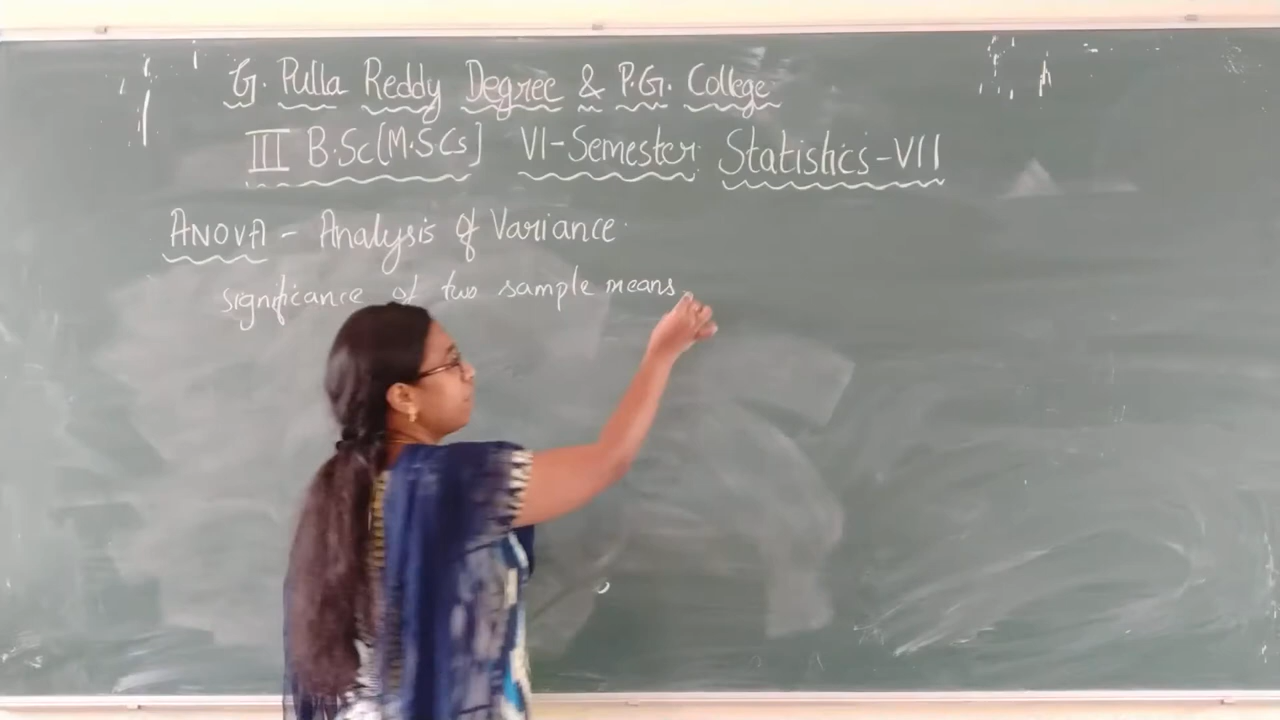 G. Pulla Reddy Degree & P.G. College
III B.Sc(M.SCs] VI-Semester Statistics-VII
ANOVA - Analysis of Variance
significance of two sample means